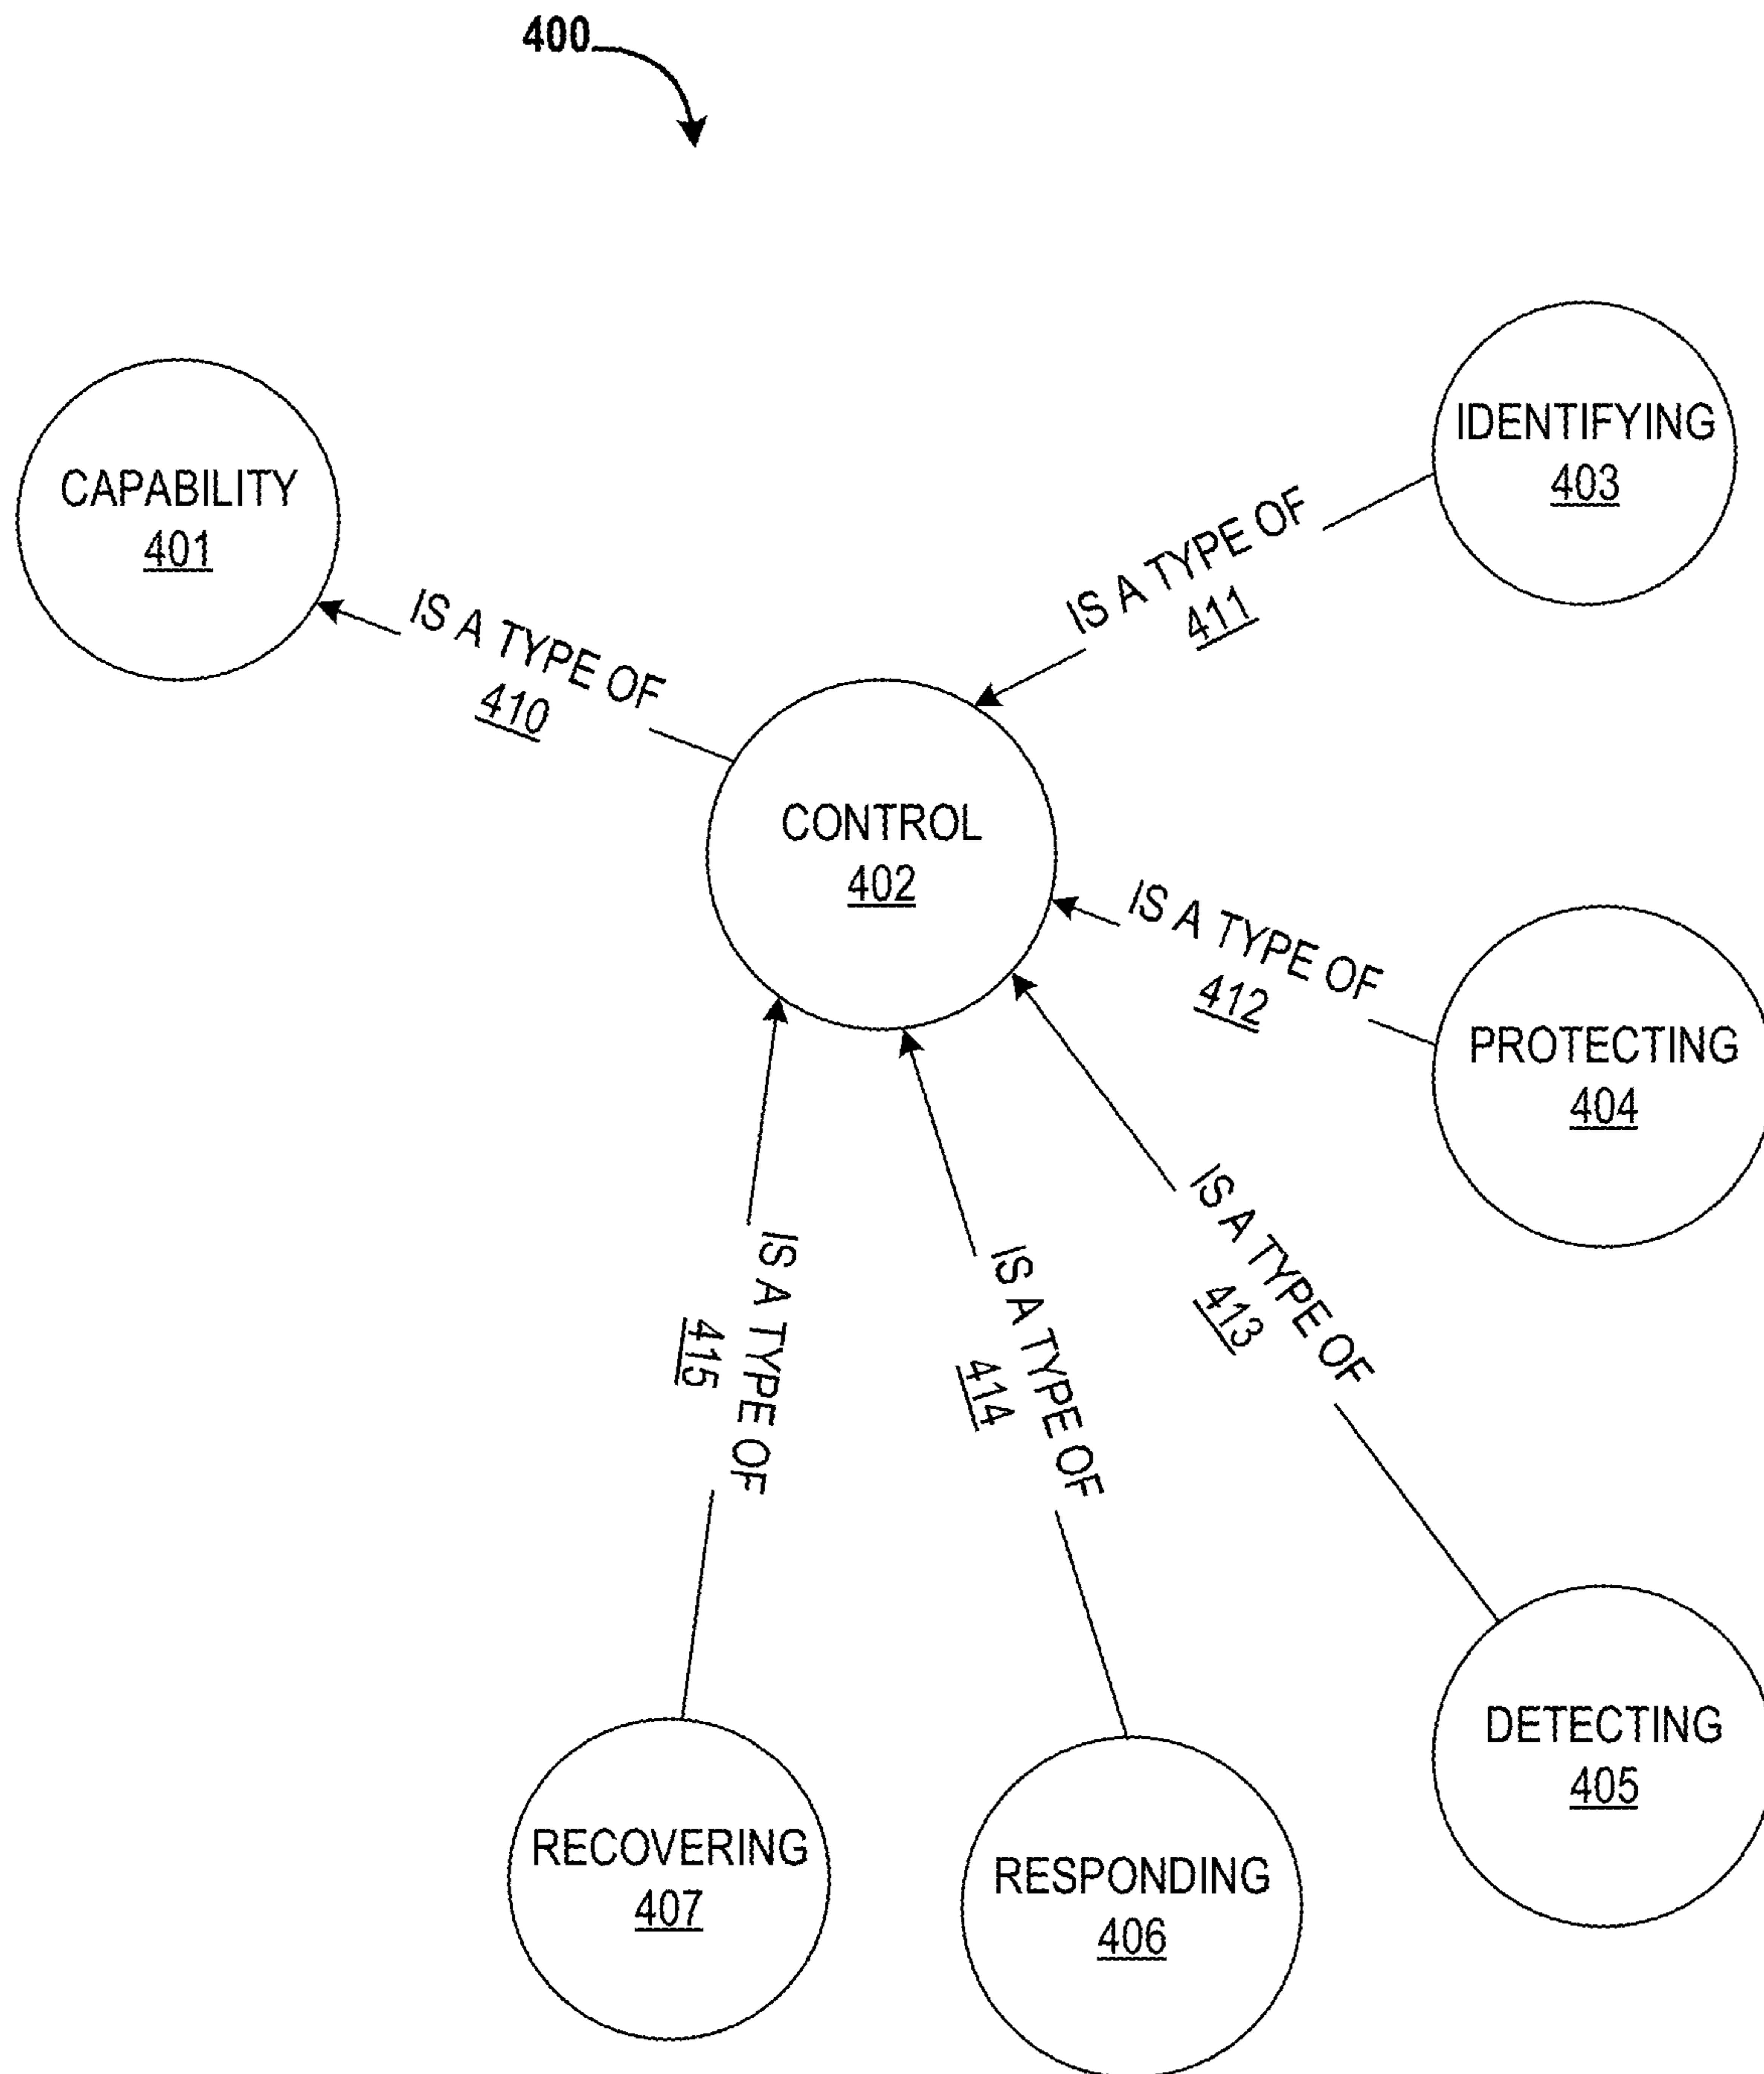 400
IDENTIFYING
403
CAPABILITY
401
IS A TYPE OF
411
IS A TYPE OF
410
CONTROL
402
IS A TYPE OF
412
PROTECTING
404
IS A TYPE OF
413
IS A TYPE OF
414
IS A TYPE OF
415
DETECTING
405
RECOVERING
407
RESPONDING
406